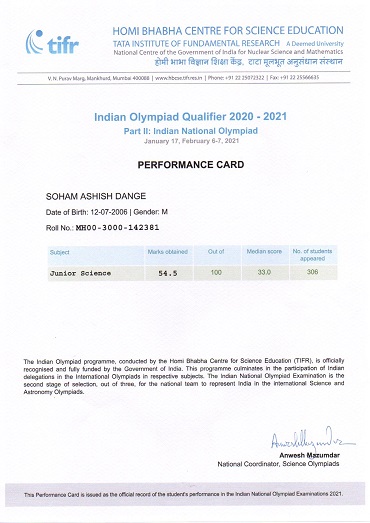 tifr
HOMI BHABHA CENTRE FOR SCIENCE EDUCATION
TATA INSTITUTE OF FUNDAMENTAL RESEARCH A Deemed University
National Centre of the Government of India for Nuclear Science and Mathematics
होमी भाभा विज्ञान शिक्षा केंद्र, टाटा मूलभूत अनुसंधान संस्थान
V. N. Purav Marg, Mankhurd, Mumbai 400088 | www.hbcse.tifr.res.in | Phone: +91 22 25072322 | Fax: +91 22 25566635
Indian Olympiad Qualifier 2020 - 2021
Part II: Indian National Olympiad
January 17, February 6-7, 2021
PERFORMANCE CARD
SOHAM ASHISH DANGE
Date of Birth: 12-07-2006 | Gender: M
Roll No.: MH00-3000-142381
Subject Marks obtained Out of Median score No. of students appeared
Junior Science 54.5 100 33.0 306
The Indian Olympiad programme, conducted by the Homi Bhabha Centre for Science Education (TIFR), is officially
recognised and fully funded by the Government of India. This programme culminates in the participation of Indian
delegations in the International Olympiads in respective subjects. The Indian National Olympiad Examination is the
second stage of selection, out of three, for the national team to represent India in the International Science and
Astronomy Olympiads.
Anwesh Mazumdar
National Coordinator, Science Olympiads
This Performance Card is issued as the official record of the student's performance in the Indian National Olympiad Examinations 2021.